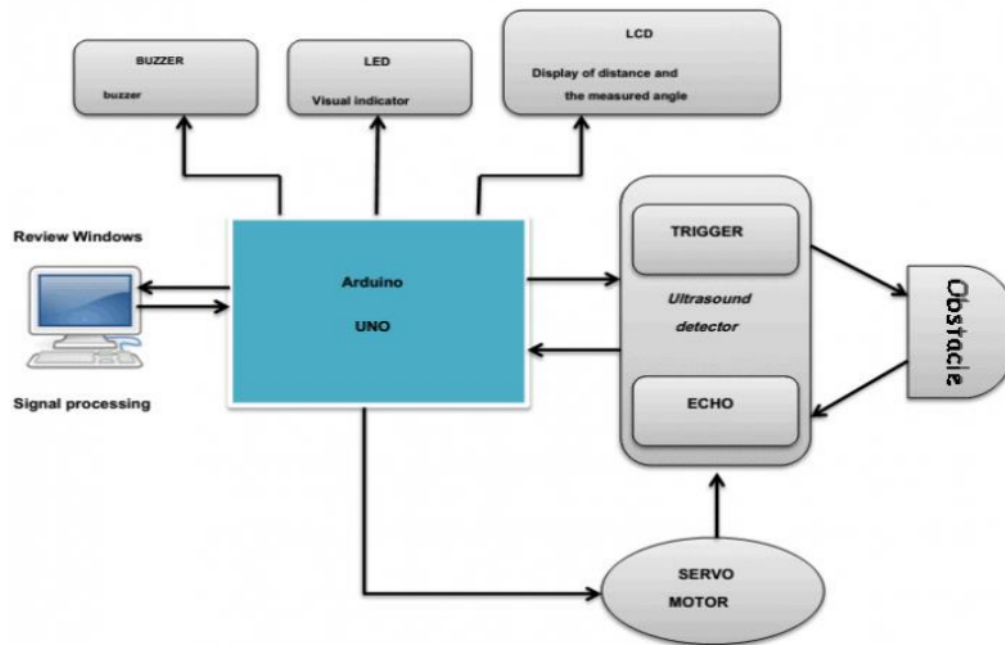 BUZZER
buzzer
LED
Visual indicator
LCD
Display of distance and
the measured angle
Review Windows
Signal processing
Arduino
UNO
TRIGGER
Ultrasound
detector
ECHO
Obstacle
SERVO
MOTOR